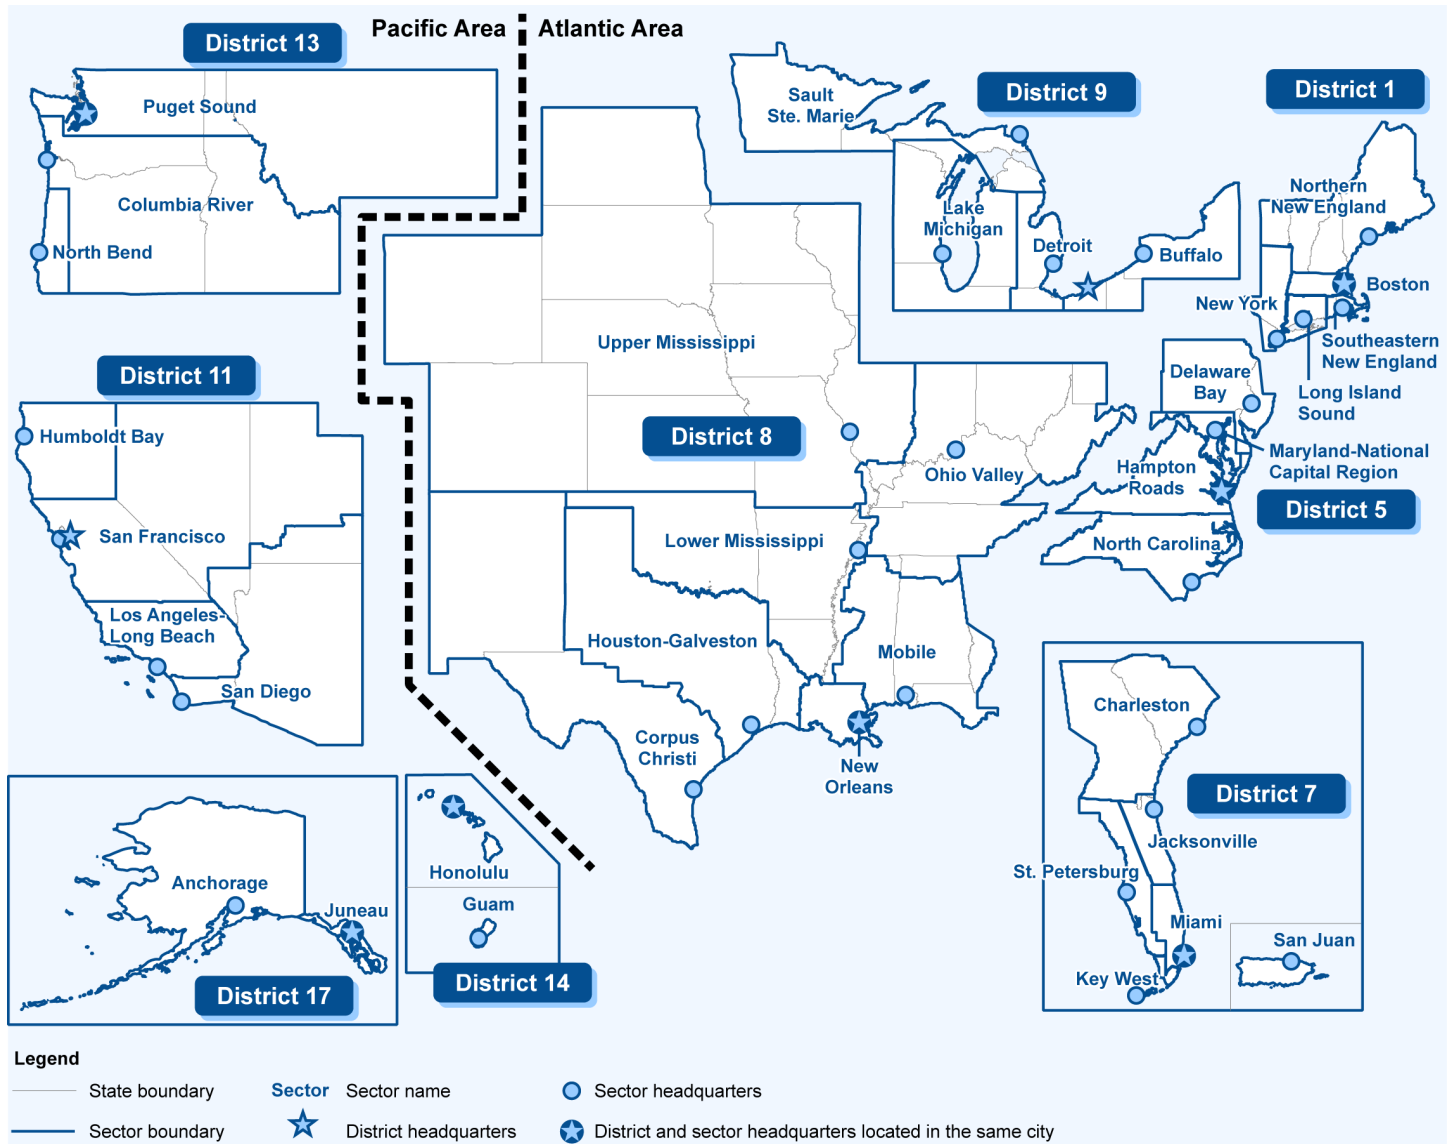 Pacific Area
Atlantic Area
District 13
Puget Sound
Columbia River
North Bend
District 9
Sault
Ste. Marie
Lake
Michigan
Detroit
Buffalo
District 1
Northern
New England
Boston
New York
Southeastern
New England
Long Island
Sound
District 11
Humboldt Bay
San Francisco
Los Angeles-
Long Beach
San Diego
Upper Mississippi
District 8
Ohio Valley
Lower Mississippi
Houston-Galveston
Mobile
Corpus
Christi
New
Orleans
Delaware
Bay
Maryland-National
Capital Region
Hampton
Roads
District 5
North Carolina
Charleston
District 7
Jacksonville
St. Petersburg
Miami
San Juan
Key West
Anchorage
Juneau
District 17
Honolulu
Guam
District 14
Legend
State boundary
Sector
Sector name
Sector headquarters
Sector boundary
District headquarters
District and sector headquarters located in the same city